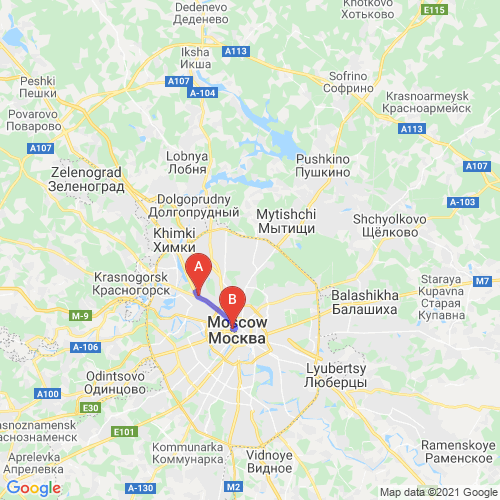 Dedenevo
Деденево
Khotkovo
Хотьково
E115
Iksha
Икша
A113
Sofrino
Софрино
Peshki
Пешки
A107
A-104
Krasnoarmeysk
Красноармейск
Povarovo
Поварово
A113
A107
Lobnya
Лобня
Pushkino
Пушкино
A107
Zelenograd
Зеленоград
Dolgoprudny
Долгопрудный
A-103
Mytishchi
Мытищи
Shchyolkovo
Щёлково
Khimki
Химки
Krasnogorsk
Красногорск
A
B
Staraya
Kupavna
Старая
Купавна
M7
Balashikha
Балашиха
M-9
Moscow
Москва
A-106
Lyubertsy
Люберцы
Odintsovo
Одинцово
A100
E30
asnoznamensk
аснознаменск
E101
Kommunarka
Коммунарка
Vidnoye
Видное
Ramenskoye
Раменское
Aprelevka
Апрелевка
A-130
M2
Google
Map data ©2021 Google